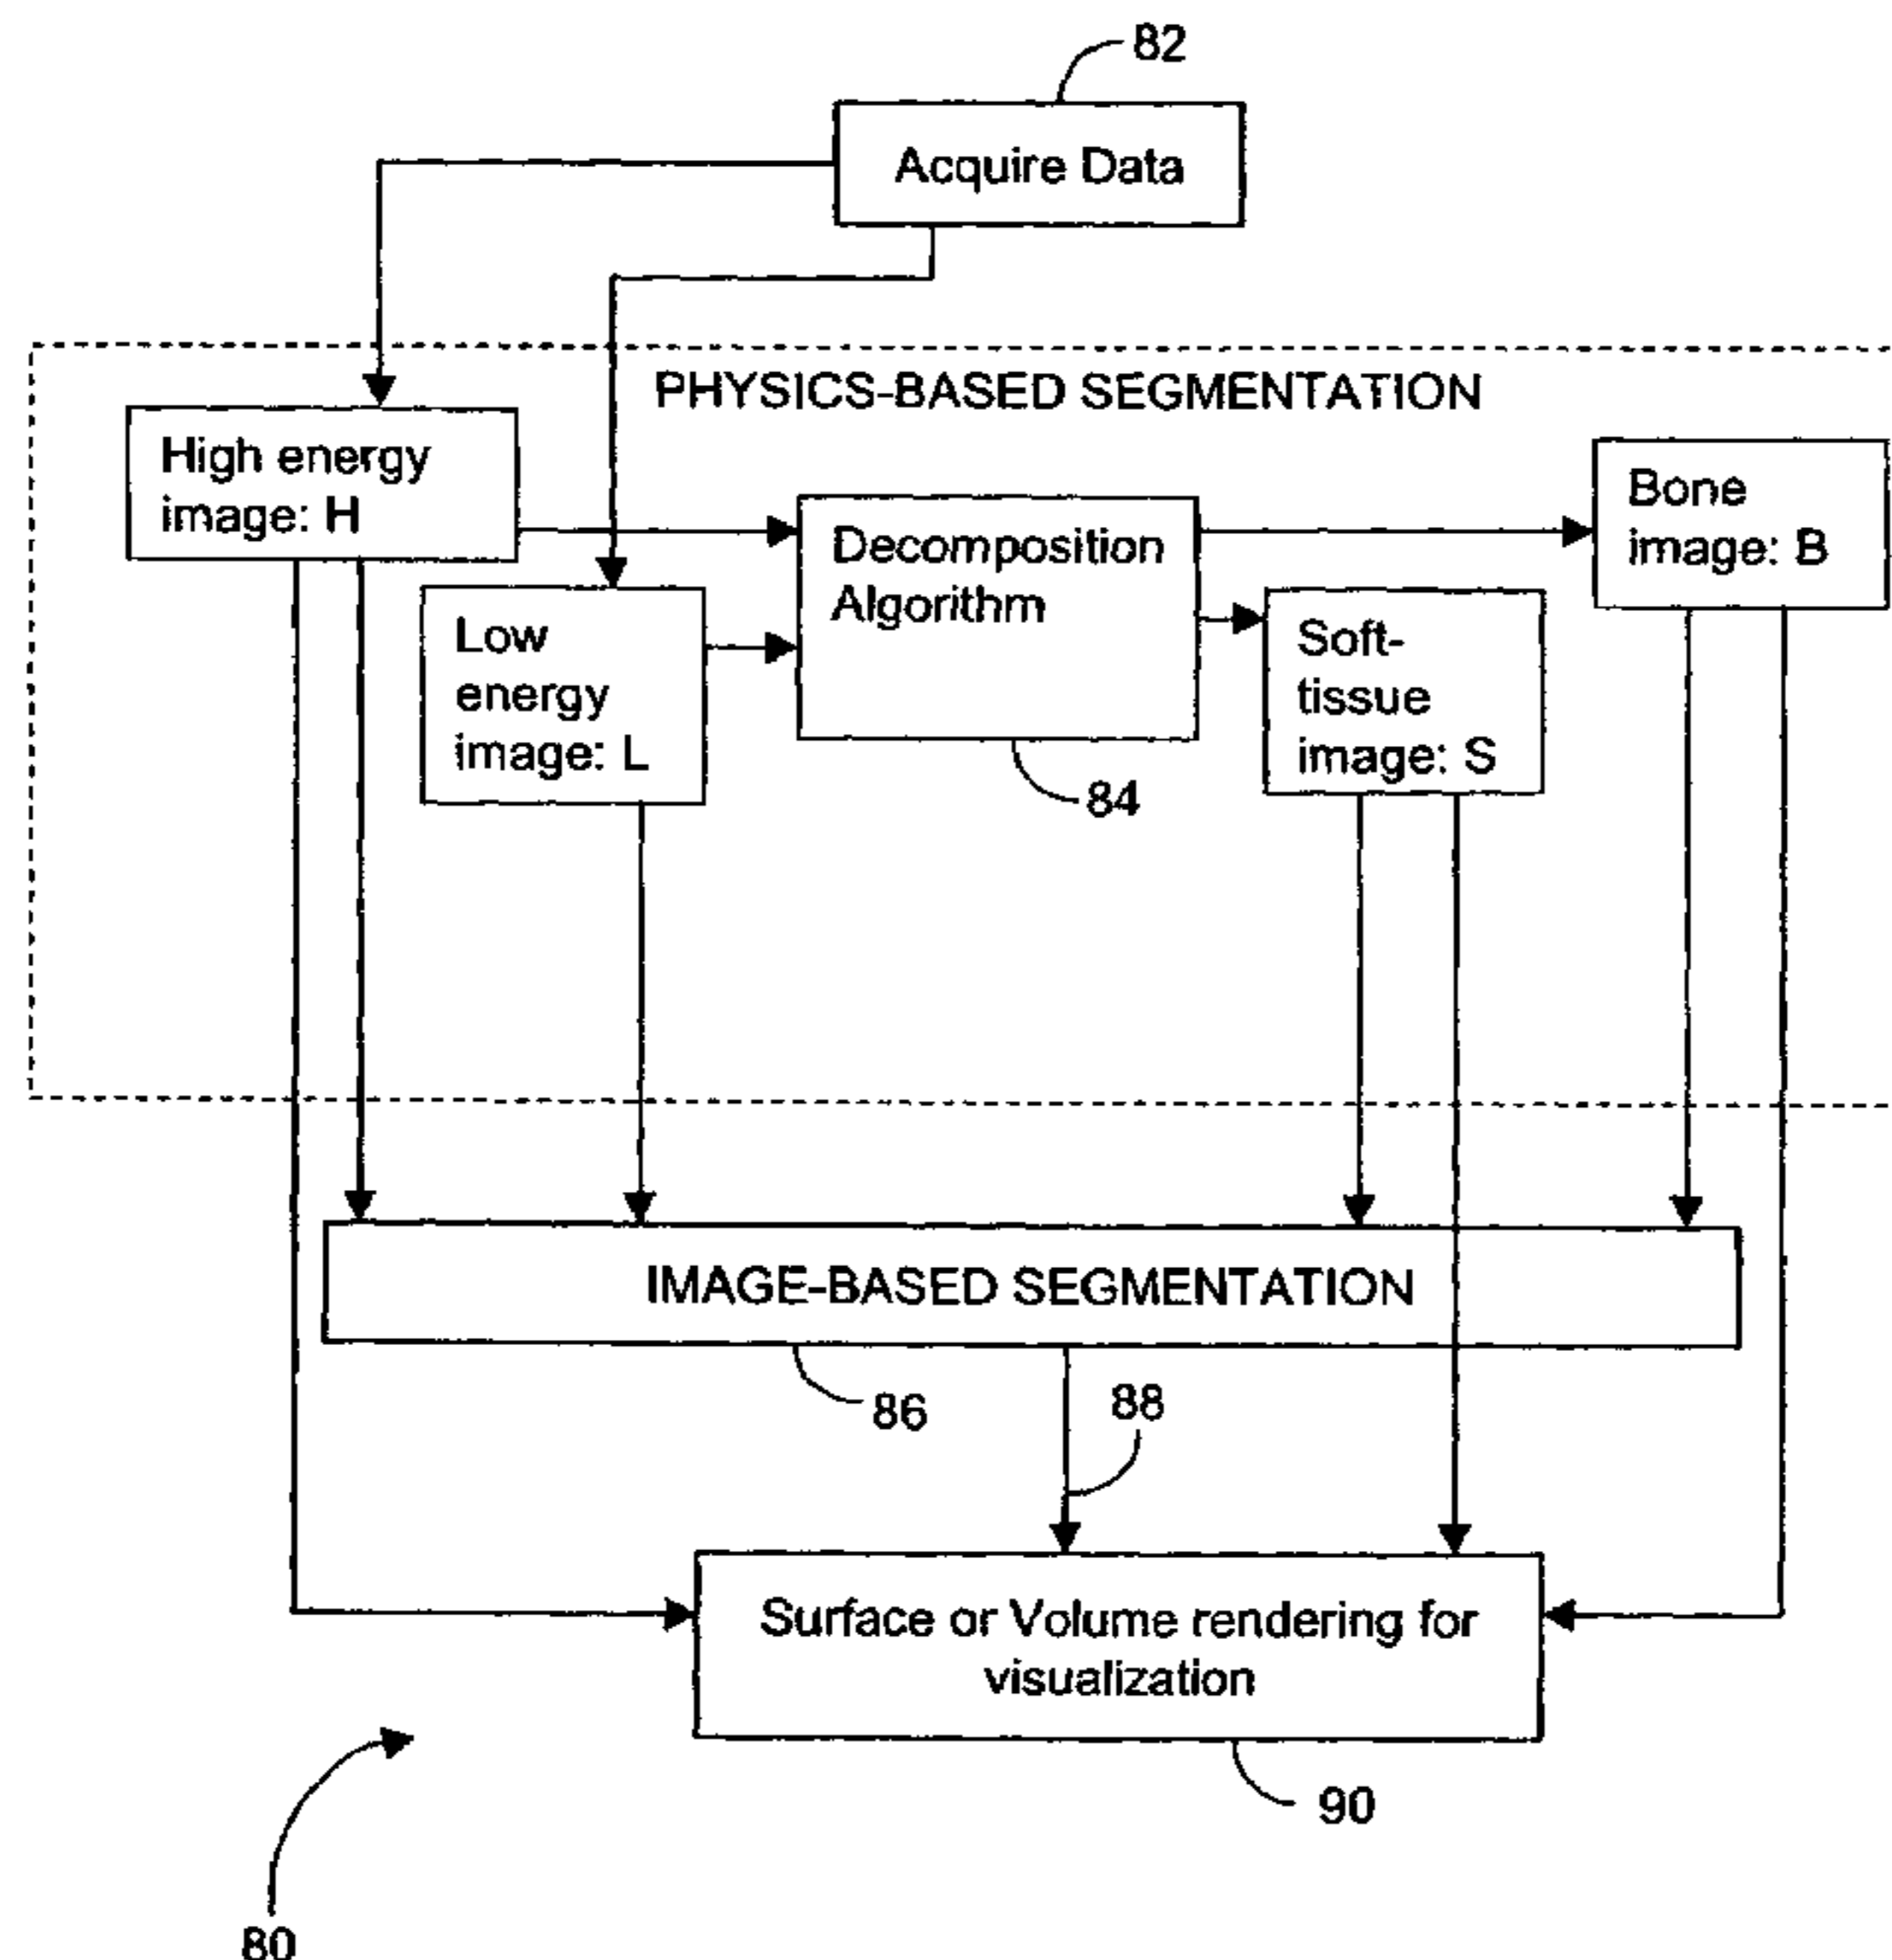 82
Acquire Data
PHYSICS-BASED SEGMENTATION
High energy
image: H
Low
energy
image: L
Decomposition
Algorithm
84
Soft-
tissue
image: S
Bone
image: B
IMAGE-BASED SEGMENTATION
86
88
Surface or Volume rendering for
visualization
90
80